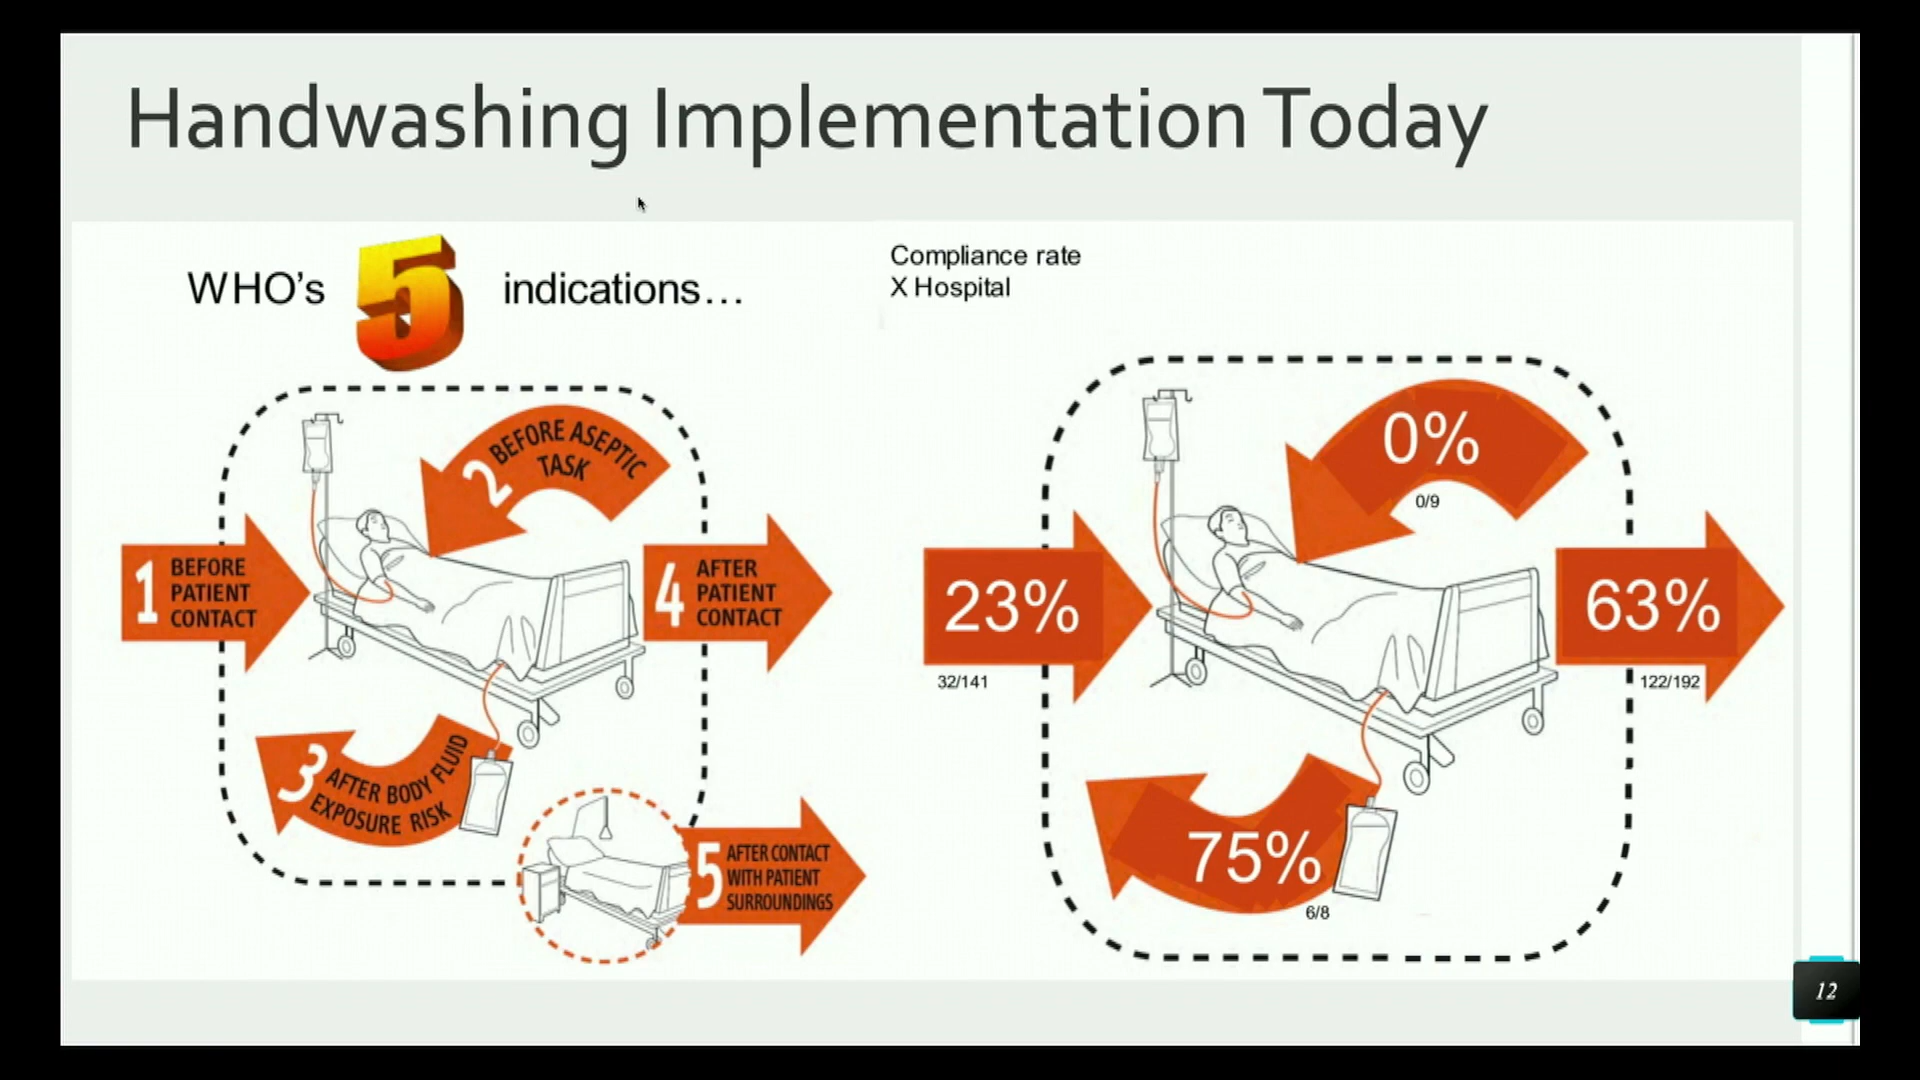 Handwashing Implementation Today
WHO's 5 indications...
1 BEFORE
PATIENT
CONTACT
2 BEFORE ASEPTIC
TASK
3 AFTER BODY FLUID
EXPOSURE RISK
4 AFTER
PATIENT
CONTACT
5 AFTER CONTACT
WITH PATIENT
SURROUNDINGS
Compliance rate
X Hospital
23%
32/141
0%
0/9
75%
6/8
63%
122/192
12